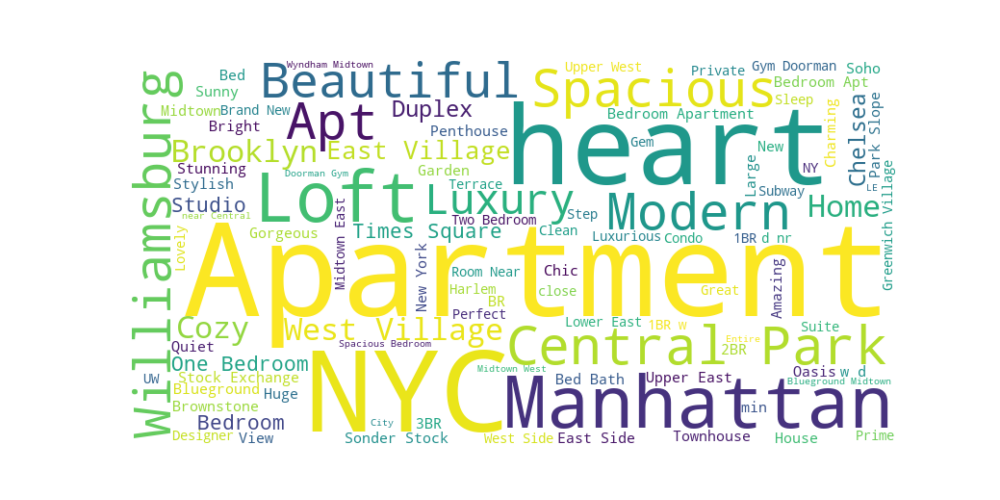 Wyndham Midtown
Beautiful
Spacious
Upper West
Private
Gym Doorman
Soho
Williamsburg
Bed
Sunny
Bedroom Apt
Midtown
Brand New
Apt
Duplex
Sleep
Charming
Chelsea
Park Slope
Bright
Penthouse
Bedroom Apartment
heart
Brooklyn
East Village
Gem
New
Stunning
Garden
Large
NY
Doorman Gym
Stylish
Loft
Terrace
Luxury
Subway
LE
Greenwich Village
Studio
Modern
Home
near Central
Two Bedroom
Step
Lovely
Gorgeous
Midtown East
Times Square
Clean
Luxurious
Condo
1BR
d nr
Apartment
New York
Room Near
Chic
Amazing
Harlem
BR
close
Great
Perfect
Cozy
West Village
Lower East
1BR w
Suite
Quiet
Spacious Bedroom
Central Park
2BR
Entire
One Bedroom
NYC
Midtown West
UW
Stock Exchange
Bed Bath
Upper East
Oasis
w d
Blueground Midtown
Blueground
Huge
Manhattan
Brownstone
min
Bedroom
City
3BR
Designer
View
Sonder Stock
West Side
East Side
Townhouse
House
Prime